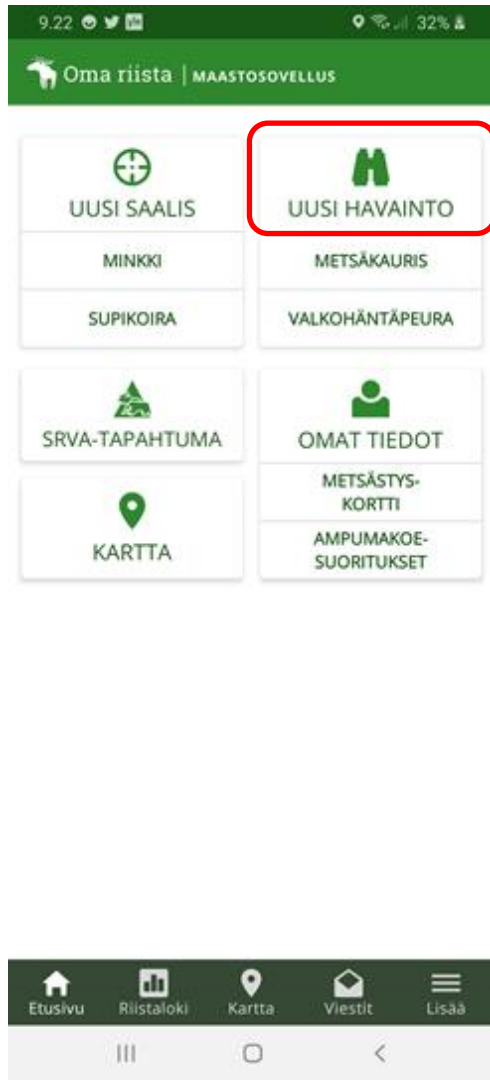 9.22
32%
Oma riista | MAASTOSOVELLUS
UUSI SAALIS
MINKKI
SUPIKOIRA
UUSI HAVAINTO
METSÄKAURIS
VALKOHÄNTÄPEURA
SRVA-TAPAHTUMA
KARTTA
OMAT TIEDOT
METSÄSTYS-
KORTTI
AMPUMAKOE-
SUORITUKSET
Etusivu
Riistaloki
Kartta
Viestit
Lisää